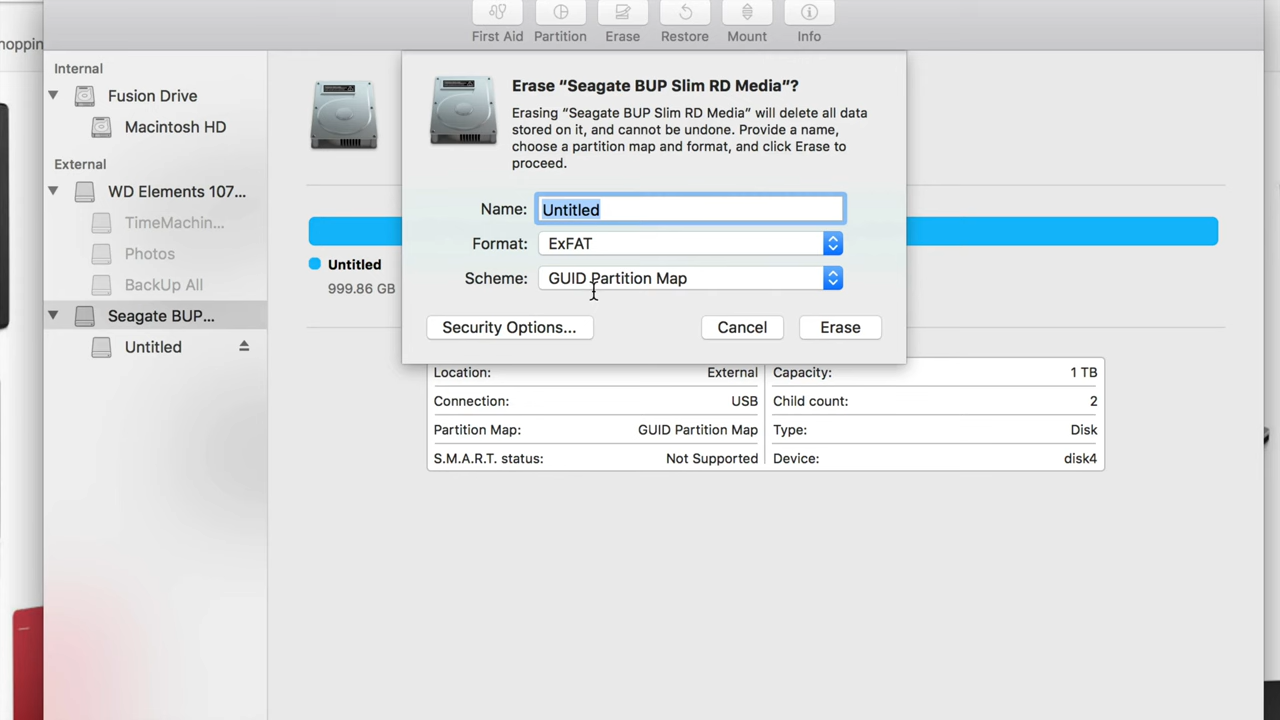 hoppin
First Aid
Partition
Erase
Restore
Mount
Info
Internal
Fusion Drive
Macintosh HD
External
WD Elements 107...
TimeMachin...
Photos
BackUp All
Seagate BUP...
Untitled
Erase “Seagate BUP Slim RD Media”?
Erasing “Seagate BUP Slim RD Media” will delete all data
stored on it, and cannot be undone. Provide a name,
choose a partition map and format, and click Erase to
proceed.
Name: Untitled
Format: ExFAT
Scheme: GUID Partition Map
Security Options...
Cancel
Erase
Untitled
999.86 GB
Location: External
Capacity: 1 TB
Connection: USB
Child count: 2
Partition Map: GUID Partition Map
Type: Disk
S.M.A.R.T. status: Not Supported
Device: disk4